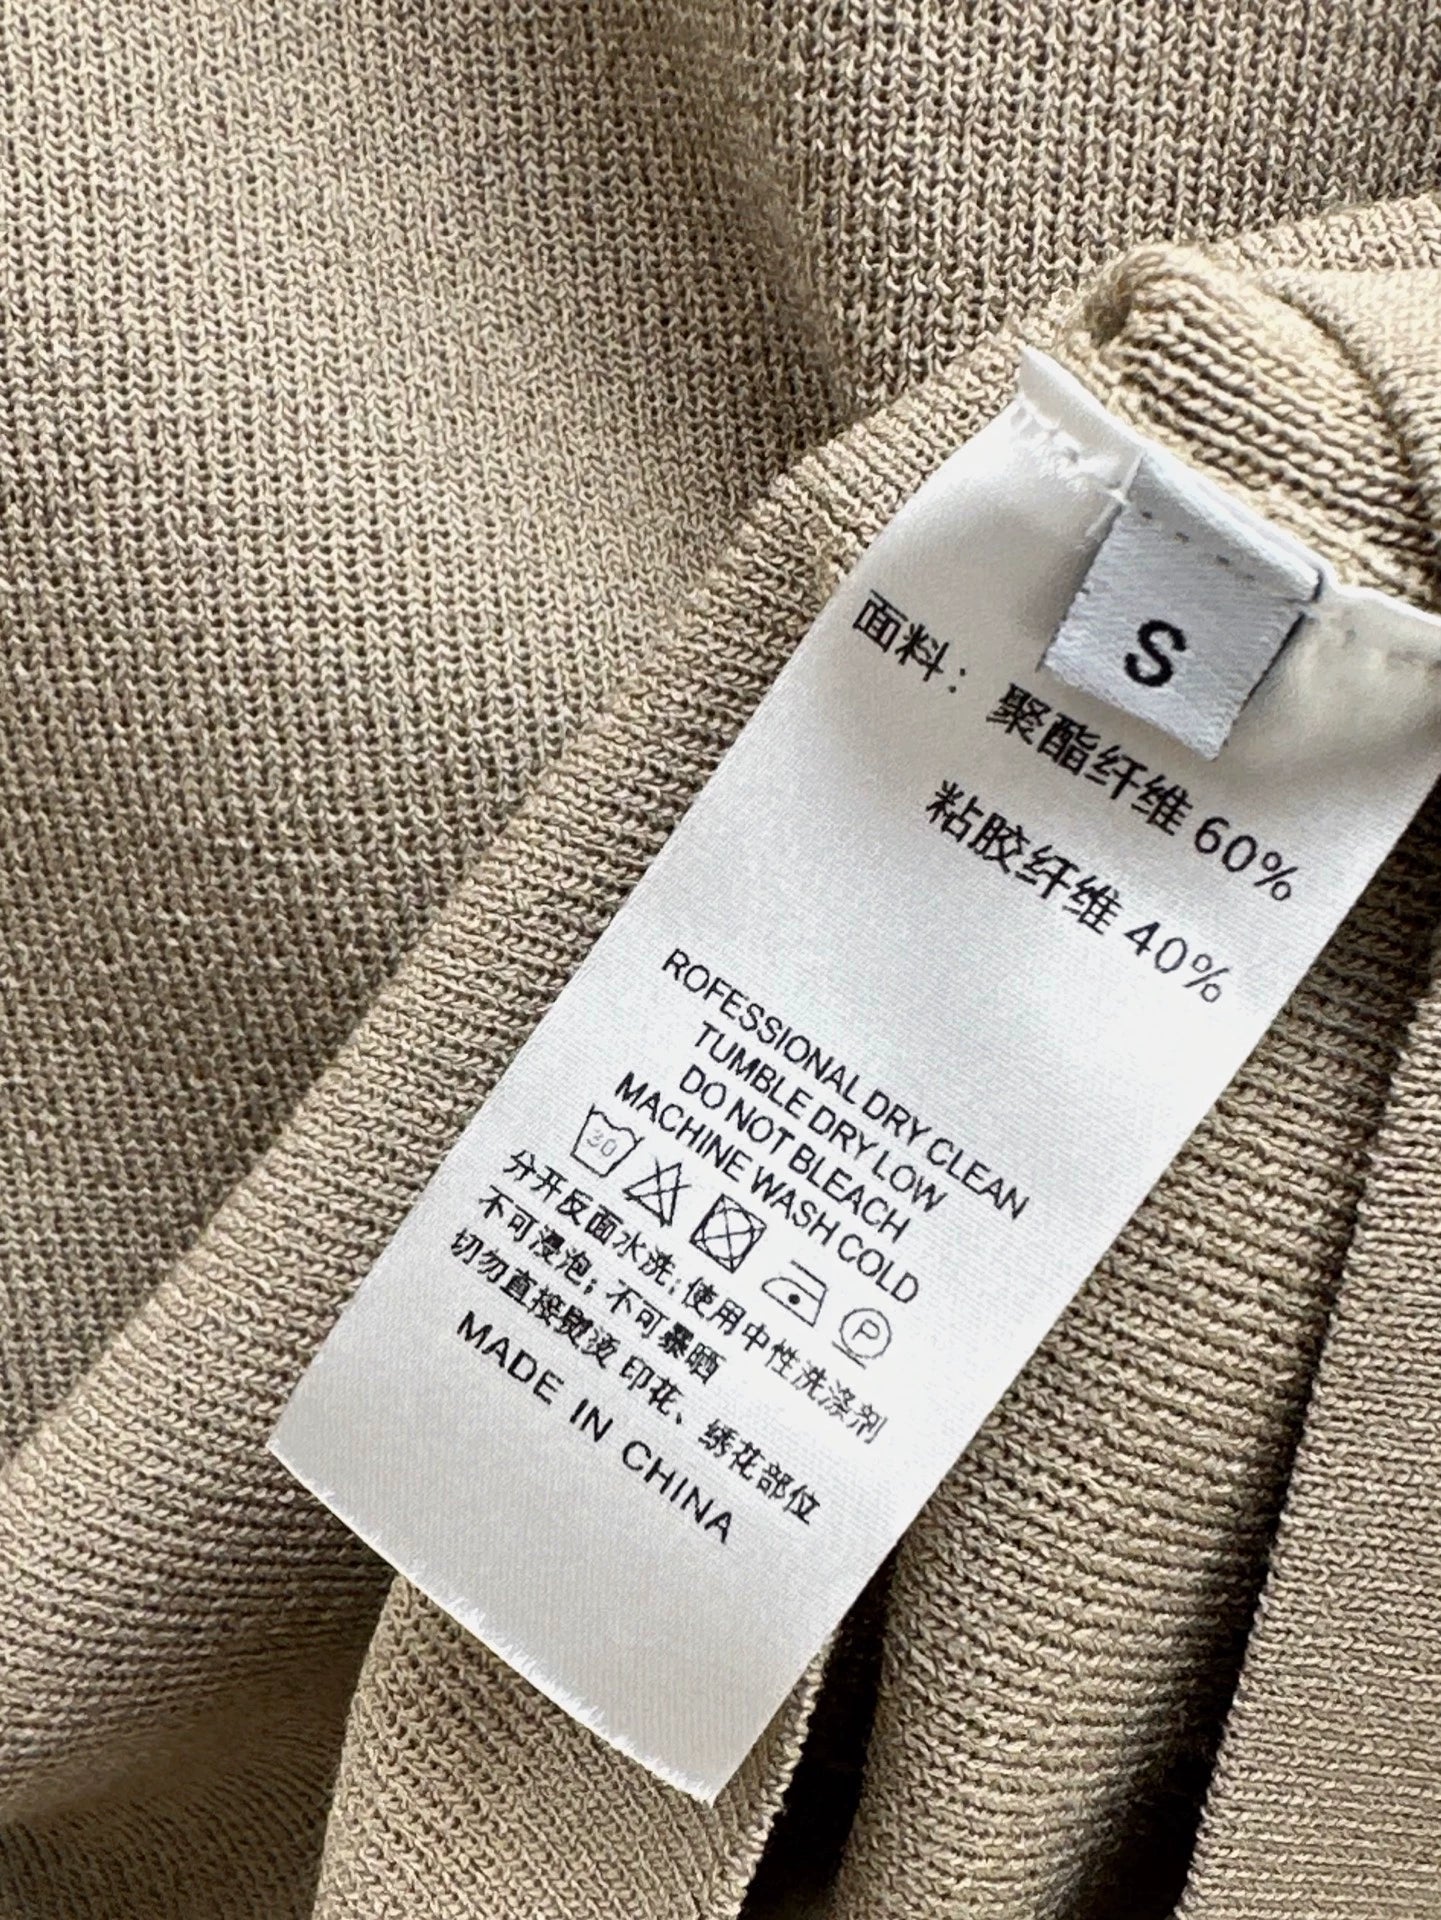 S
面料： 聚酯纤维 60%
粘胶纤维 40%
ROFESSIONAL DRY CLEAN
TUMBLE DRY LOW
DO NOT BLEACH
MACHINE WASH COLD
30 P
分开反面水洗；使用中性洗涤剂
不可浸泡；不可暴晒
切勿直接熨烫 印花、绣花部位
MADE IN CHINA